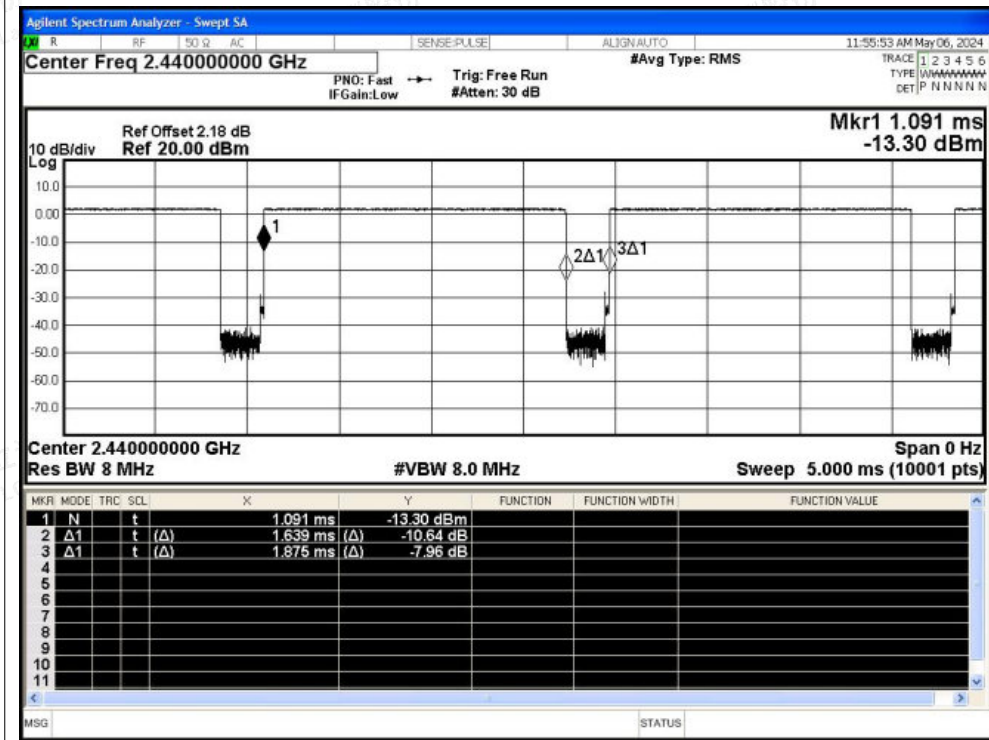 Agilent Spectrum Analyzer - Swept SA
LXI R RF 50 Ω AC SENSE:PULSE ALIGNAUTO 11:55:53 AM May 06, 2024
Center Freq 2.440000000 GHz #Avg Type: RMS TRACE 1 2 3 4 5 6
PNO: Fast Trig: Free Run TYPE WWWWWW
IFGain:Low #Atten: 30 dB DET P N N N N N
Mkr1 1.091 ms
Ref Offset 2.18 dB
10 dB/div Ref 20.00 dBm -13.30 dBm
Log
10.0
0.00
1
-10.0
2Δ1 3Δ1
-20.0
-30.0
-40.0
-50.0
-60.0
-70.0
Center 2.440000000 GHz Span 0 Hz
Res BW 8 MHz #VBW 8.0 MHz Sweep 5.000 ms (10001 pts)
MKR MODE TRC SCL X Y FUNCTION FUNCTION WIDTH FUNCTION VALUE
1 N t 1.091 ms -13.30 dBm
2 Δ1 t (Δ) 1.639 ms (Δ) -10.64 dB
3 Δ1 t (Δ) 1.875 ms (Δ) -7.96 dB
4
5
6
7
8
9
10
11
MSG STATUS